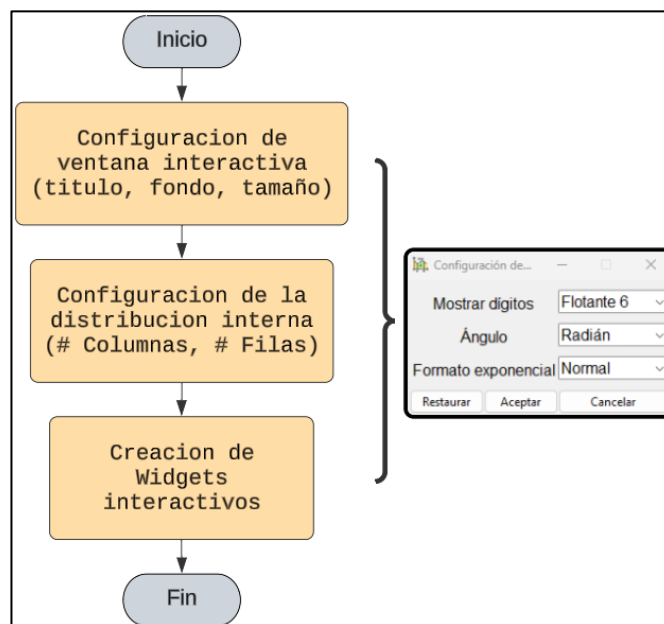 Inicio
Configuracion de
ventana interactiva
(titulo, fondo, tamaño)
Configuracion de la
distribucion interna
(# Columnas, # Filas)
Creacion de
Widgets
interactivos
Fin
Configuración de...
Mostrar dígitos Flotante 6
Ángulo Radián
Formato exponencial Normal
Restaurar Aceptar Cancelar